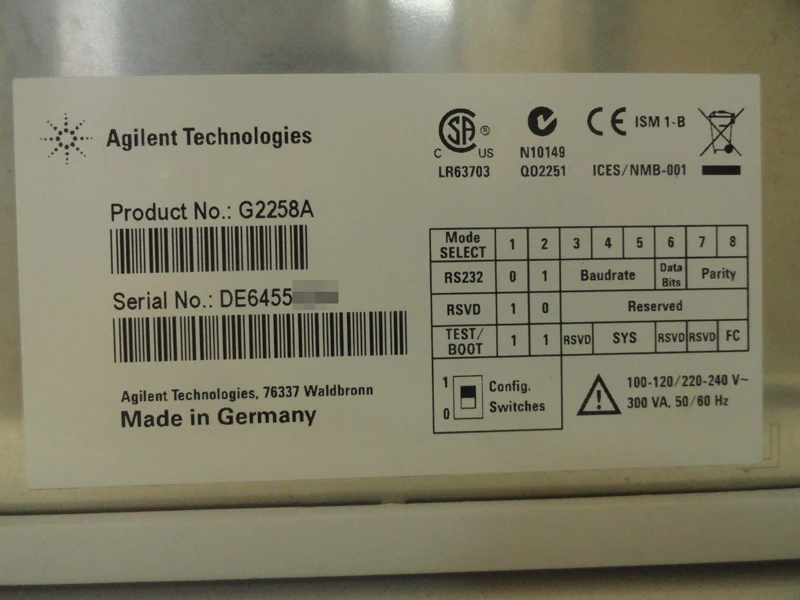 Agilent Technologies
Product No.: G2258A
Serial No.: DE6455
Agilent Technologies, 76337 Waldbronn
Made in Germany
SA ®
C US
LR63703
N10149
Q02251
CE ISM 1-B
ICES/NMB-001
Mode SELECT 1 2 3 4 5 6 7 8
RS232 0 1 Baudrate Data Bits Parity
RSVD 1 0 Reserved
TEST/BOOT 1 1 RSVD SYS RSVD RSVD FC
1
0
Config.
Switches
100-120/220-240 V~
300 VA, 50/60 Hz